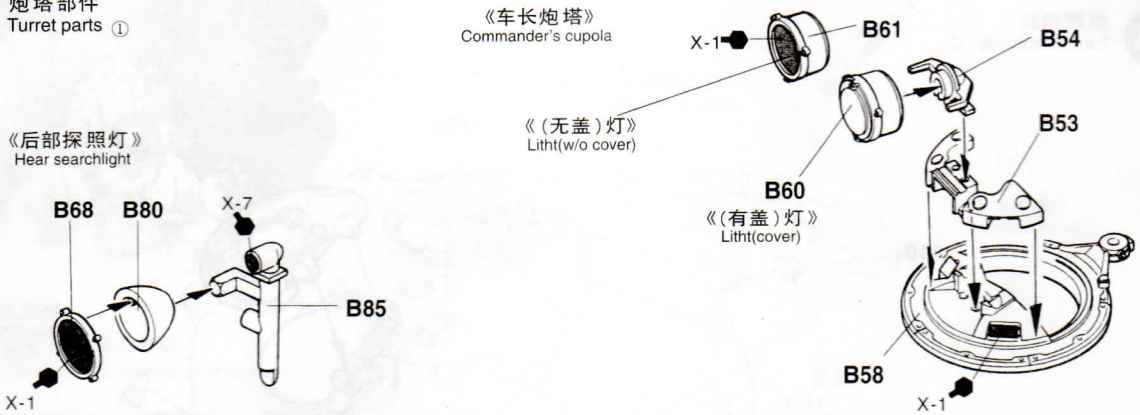 炮塔部件
Turret parts ①
《后部探照灯》
Hear searchlight
B68
B80
X-7
B85
X-1
《车长炮塔》
Commander's cupola
X-1
B61
B54
《(无盖)灯》
Litht(w/o cover)
B53
B60
《(有盖)灯》
Litht(cover)
B58
X-1